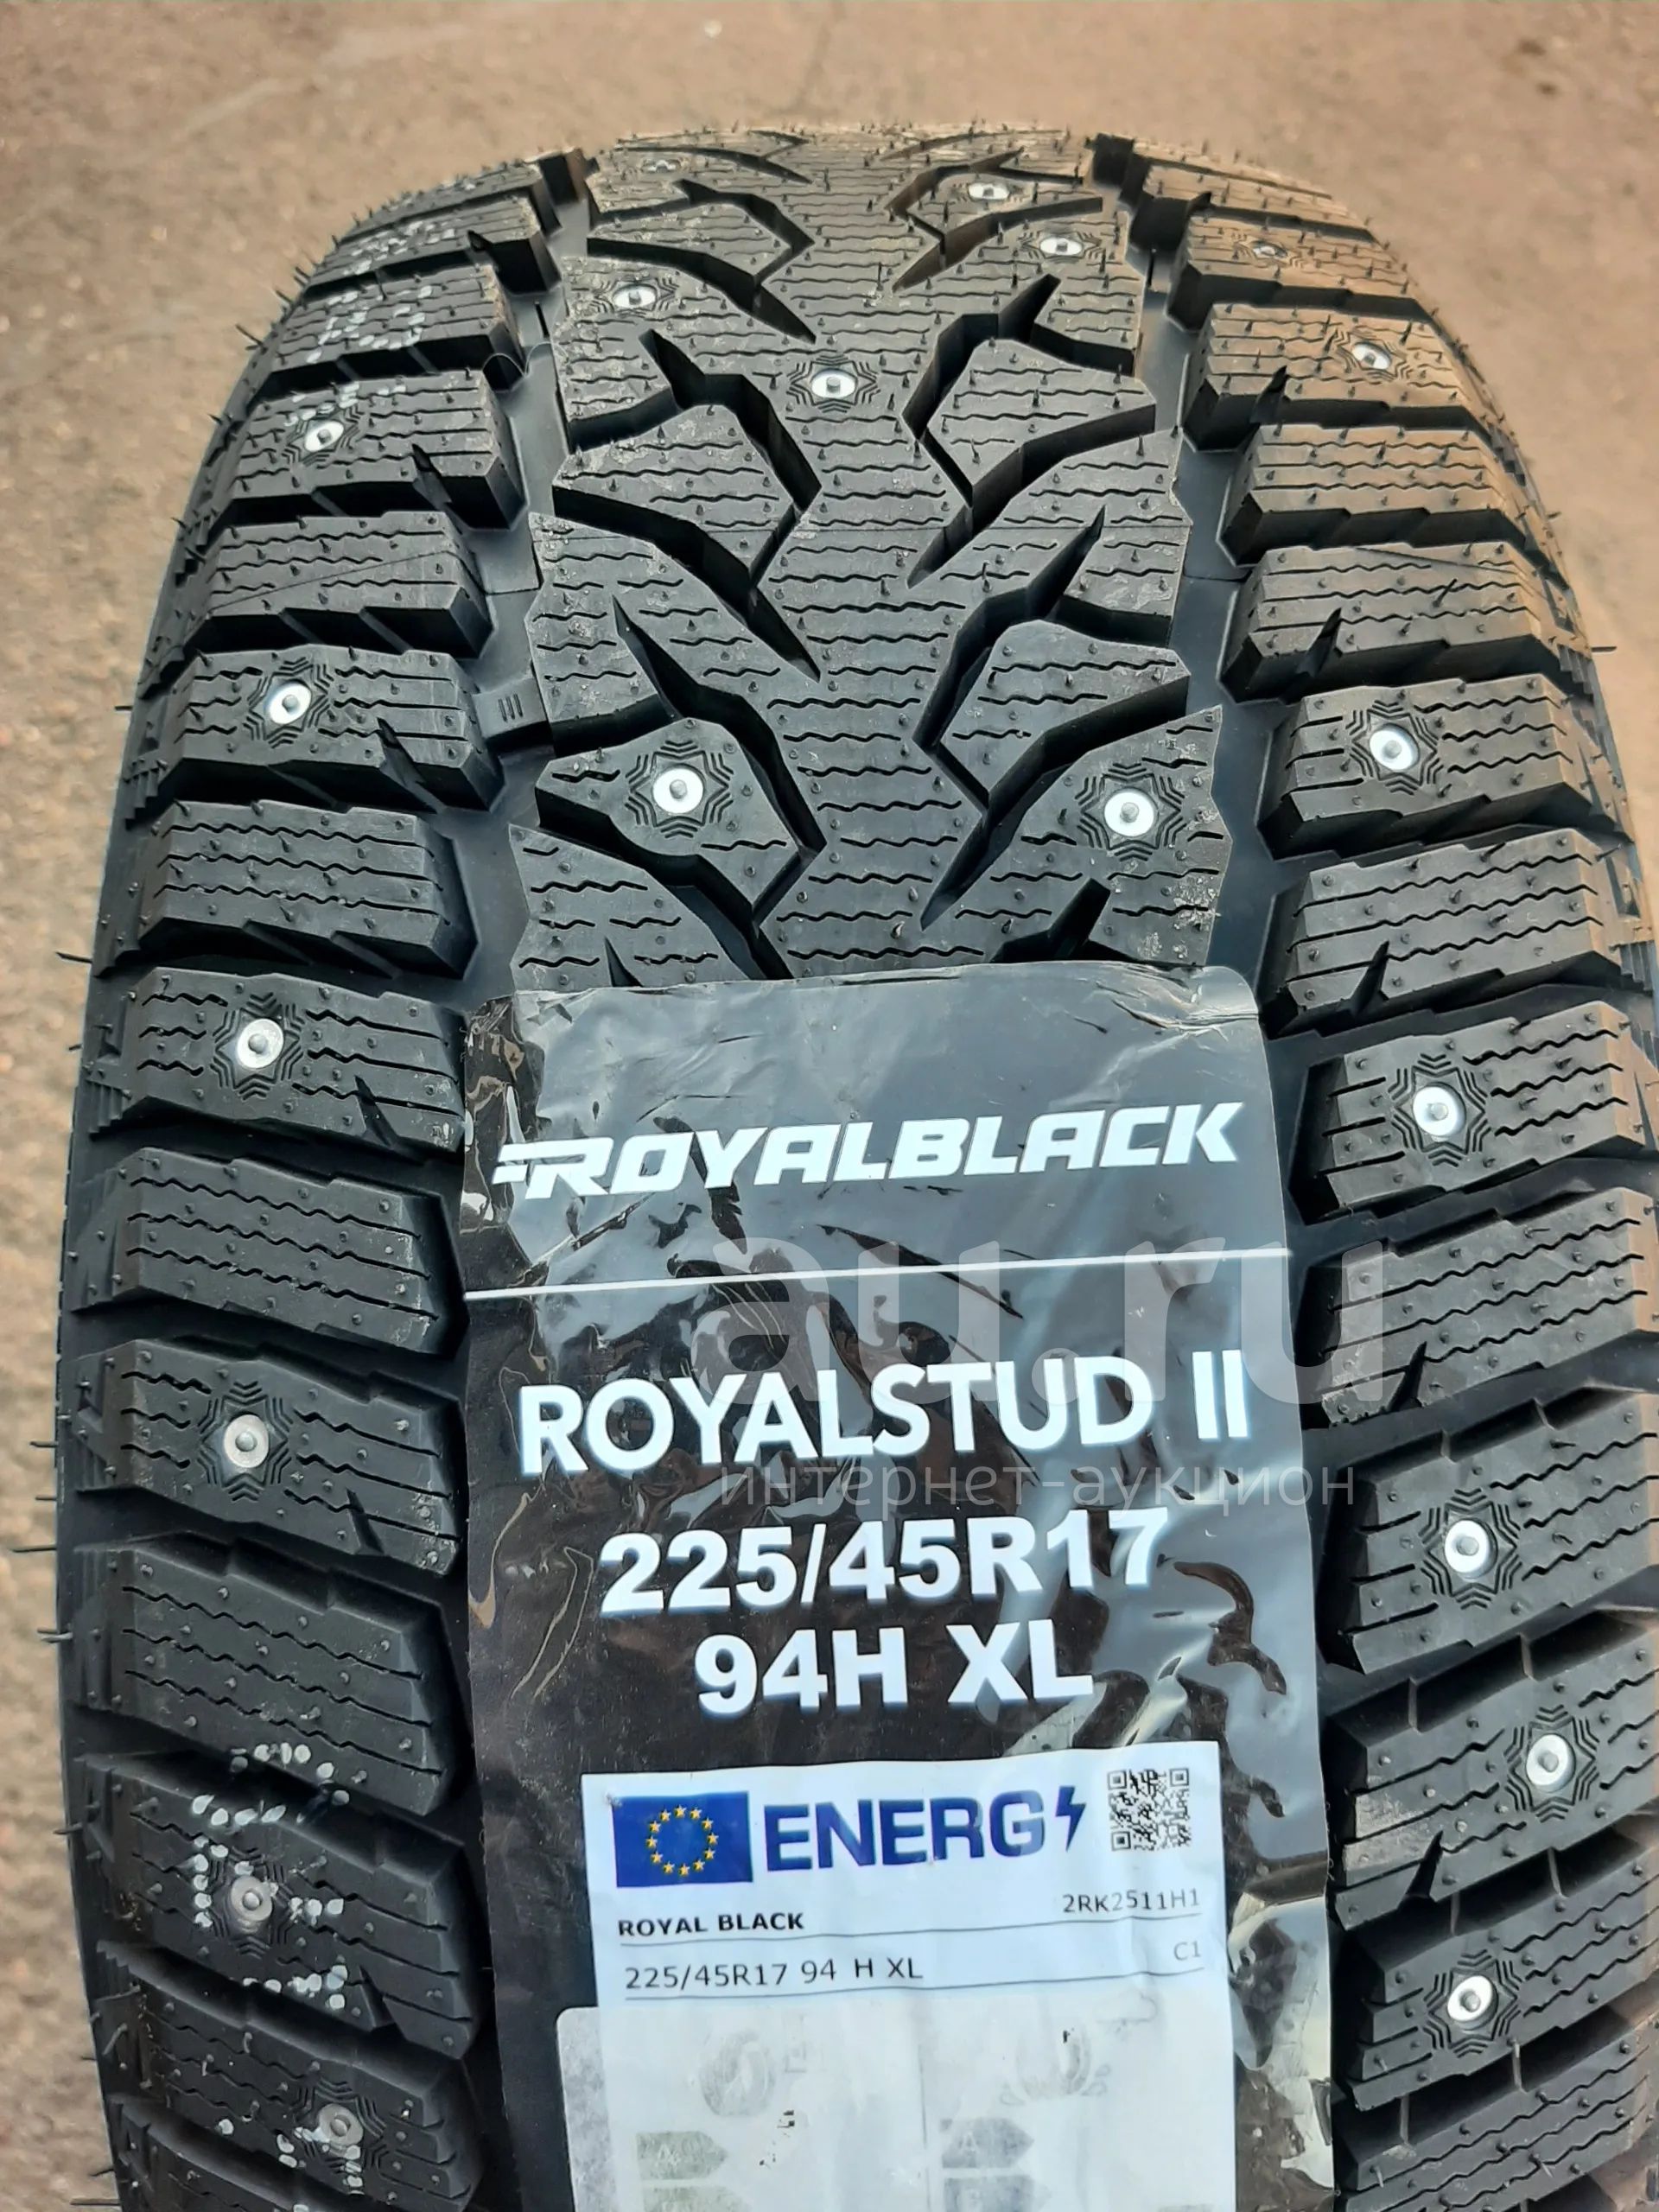 ROYALBLACK
au.ru
ROYALSTUD II
интернет-аукцион
225/45R17
94H XL
ENERG
ROYAL BLACK 2RK2511H1
225/45R17 94 H XL C1
A A